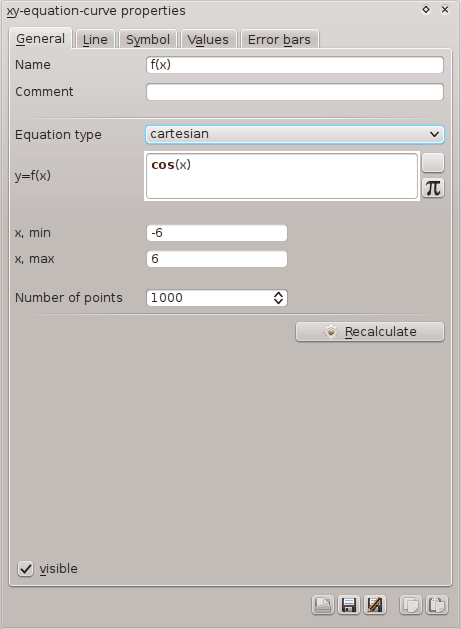 xy-equation-curve properties
General Line Symbol Values Error bars
Name f(x)
Comment
Equation type cartesian
y=f(x) cos(x)
π
x, min -6
x, max 6
Number of points 1000
Recalculate
visible